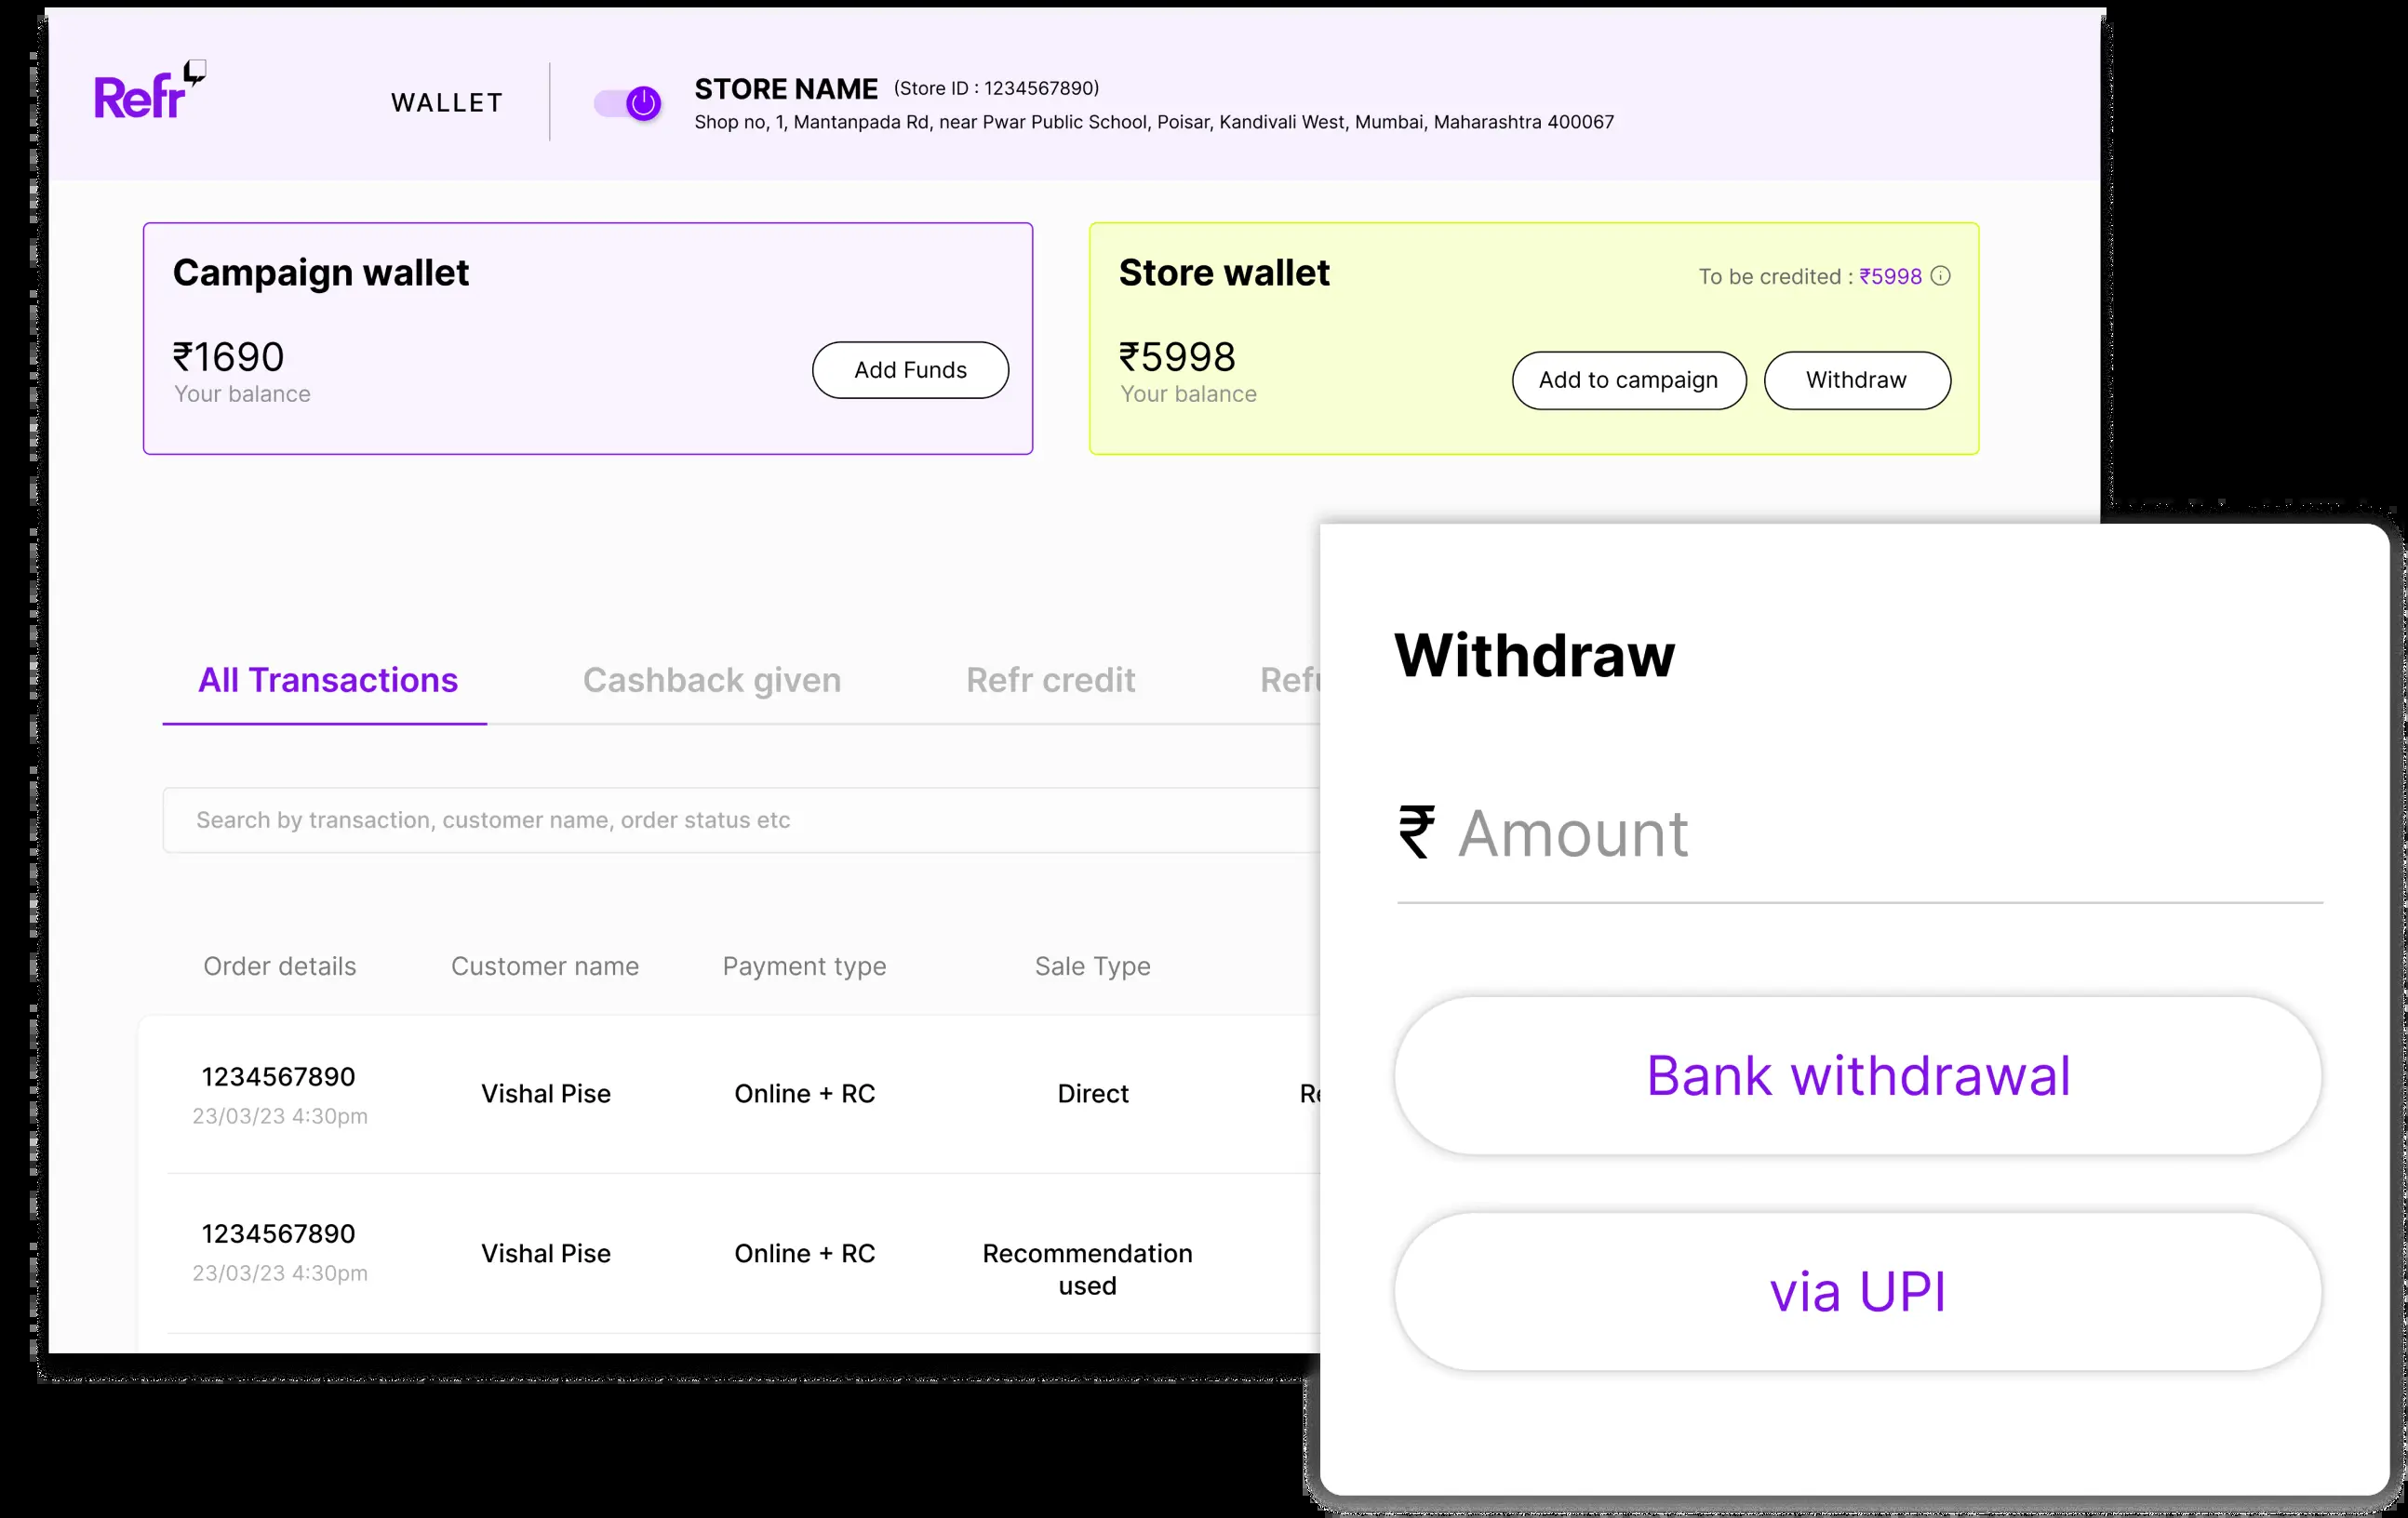 Refr
WALLET
STORE NAME (Store ID : 1234567890)
Shop no, 1, Mantanpada Rd, near Pwar Public School, Poisar, Kandivali West, Mumbai, Maharashtra 400067
Campaign wallet
₹1690
Your balance
Add Funds
Store wallet
To be credited : ₹5998
₹5998
Your balance
Add to campaign
Withdraw
All Transactions
Cashback given
Refr credit
Search by transaction, customer name, order status etc
Order details
Customer name
Payment type
Sale Type
1234567890
23/03/23 4:30pm
Vishal Pise
Online + RC
Direct
1234567890
23/03/23 4:30pm
Vishal Pise
Online + RC
Recommendation
used
Withdraw
₹ Amount
Bank withdrawal
via UPI